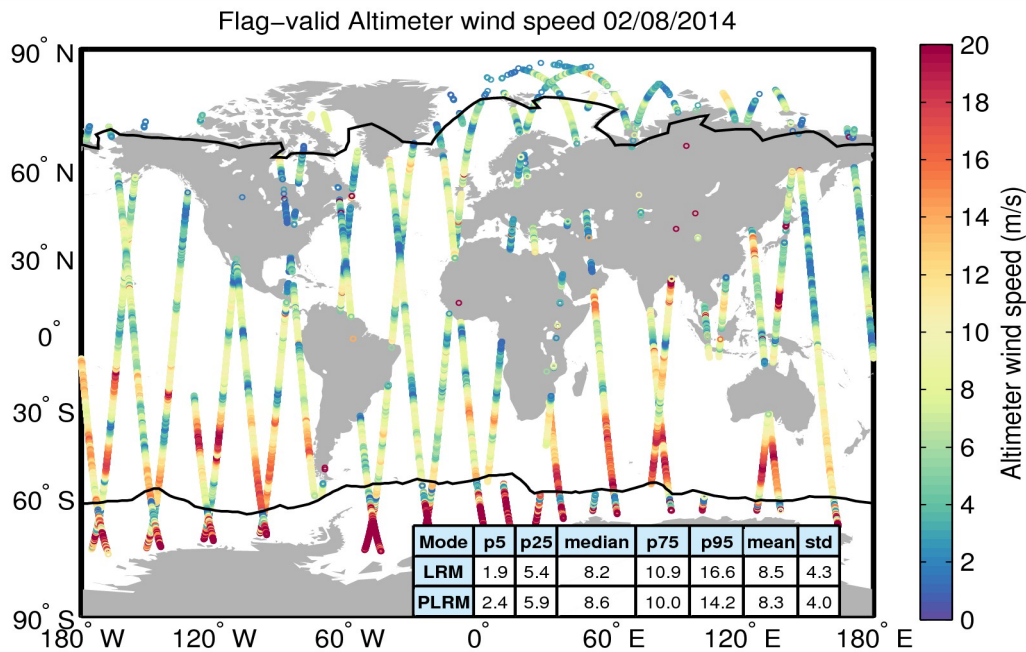 Flag−valid Altimeter wind speed 02/08/2014
90° N
60° N
30° N
0°
30° S
60° S
90° S
180° W
120° W
60° W
0°
60° E
120° E
180° E
Mode p5 p25 median p75 p95 mean std
LRM 1.9 5.4 8.2 10.9 16.6 8.5 4.3
PLRM 2.4 5.9 8.6 10.0 14.2 8.3 4.0
20
18
16
14
12
10
8
6
4
2
0
Altimeter wind speed (m/s)